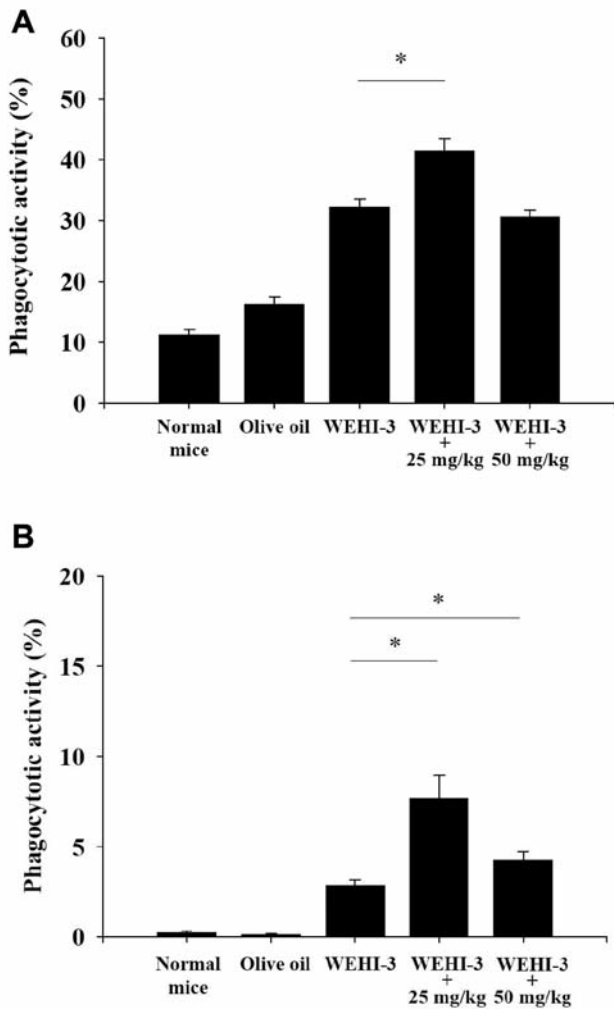 A
Phagocytotic activity (%)
60
50
40
30
20
10
0
*
Normal
mice
Olive oil
WEHI-3
WEHI-3
+
25 mg/kg
WEHI-3
+
50 mg/kg
B
Phagocytotic activity (%)
20
15
10
5
0
*
*
Normal
mice
Olive oil
WEHI-3
WEHI-3
+
25 mg/kg
WEHI-3
+
50 mg/kg